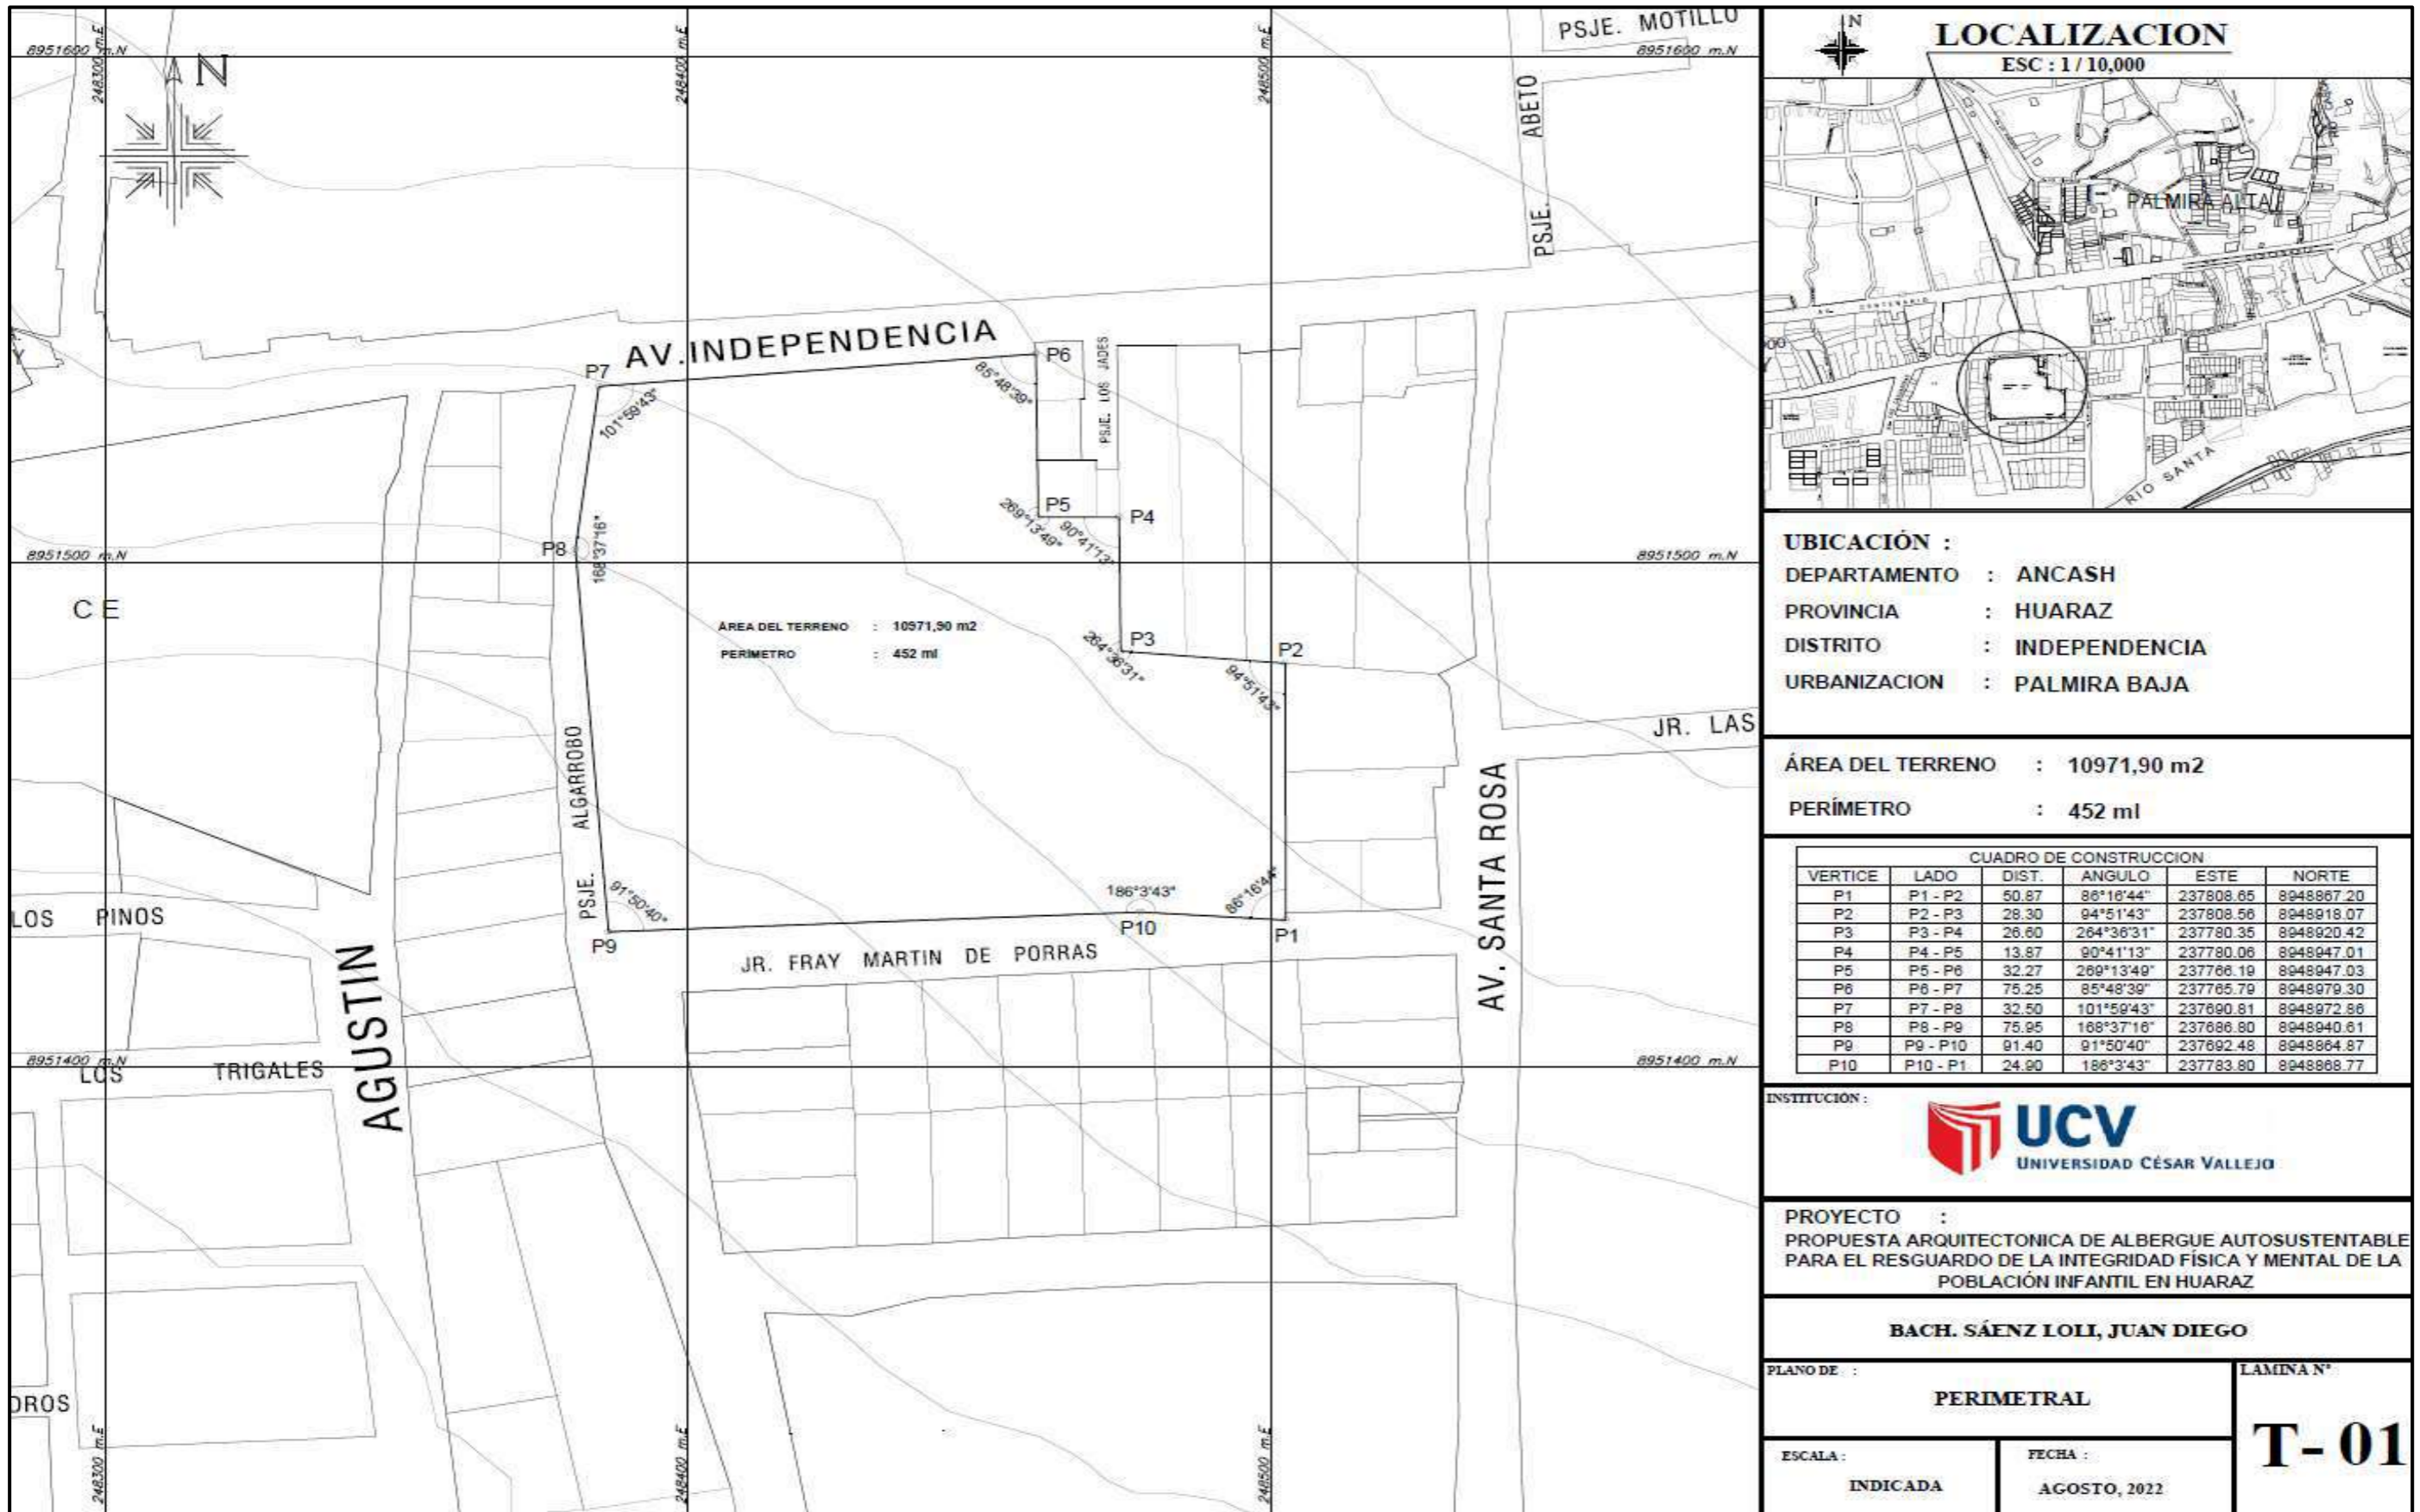 PSJE. MOTILLO
8951600 m.N
8951600 m.N
248300 m.E
248400 m.E
248500 m.E
N
PSJE. ABETO
AV.INDEPENDENCIA
P7
P6
101°59'43"
85°48'39"
PSJE. LOS JADES
P5
P4
269°13'49"
90°41'13"
P8
168°37'16"
8951500 m.N
8951500 m.N
C E
ÁREA DEL TERRENO : 10971,90 m2
PERÍMETRO : 452 ml
P3
P2
264°36'31"
94°51'43"
JR. LAS
PSJE. ALGARROBO
AV. SANTA ROSA
91°50'40"
186°3'43"
86°16'44"
P9
P10
P1
LOS PINOS
JR. FRAY MARTIN DE PORRAS
AGUSTIN
8951400 m.N
8951400 m.N
LOS TRIGALES
DROS
248300 m.E
248400 m.E
248500 m.E
N
LOCALIZACION
ESC : 1 / 10,000
PALMIRA ALTA
CENTENARIO
RIO SANTA
UBICACIÓN :
DEPARTAMENTO : ANCASH
PROVINCIA : HUARAZ
DISTRITO : INDEPENDENCIA
URBANIZACION : PALMIRA BAJA
ÁREA DEL TERRENO : 10971,90 m2
PERÍMETRO : 452 ml
CUADRO DE CONSTRUCCION
VERTICE LADO DIST. ANGULO ESTE NORTE
P1 P1 - P2 50.87 86°16'44" 237808.65 8948867.20
P2 P2 - P3 28.30 94°51'43" 237808.56 8948918.07
P3 P3 - P4 26.60 264°36'31" 237780.35 8948920.42
P4 P4 - P5 13.87 90°41'13" 237780.06 8948947.01
P5 P5 - P6 32.27 269°13'49" 237766.19 8948947.03
P6 P6 - P7 75.25 85°48'39" 237765.79 8948979.30
P7 P7 - P8 32.50 101°59'43" 237690.81 8948972.86
P8 P8 - P9 75.95 168°37'16" 237686.80 8948940.61
P9 P9 - P10 91.40 91°50'40" 237692.48 8948864.87
P10 P10 - P1 24.90 186°3'43" 237783.80 8948868.77
INSTITUCIÓN :
UCV
UNIVERSIDAD CÉSAR VALLEJO
PROYECTO :
PROPUESTA ARQUITECTONICA DE ALBERGUE AUTOSUSTENTABLE
PARA EL RESGUARDO DE LA INTEGRIDAD FÍSICA Y MENTAL DE LA
POBLACIÓN INFANTIL EN HUARAZ
BACH. SÁENZ LOLI, JUAN DIEGO
PLANO DE :
PERIMETRAL
LAMINA N°
T- 01
ESCALA :
INDICADA
FECHA :
AGOSTO, 2022